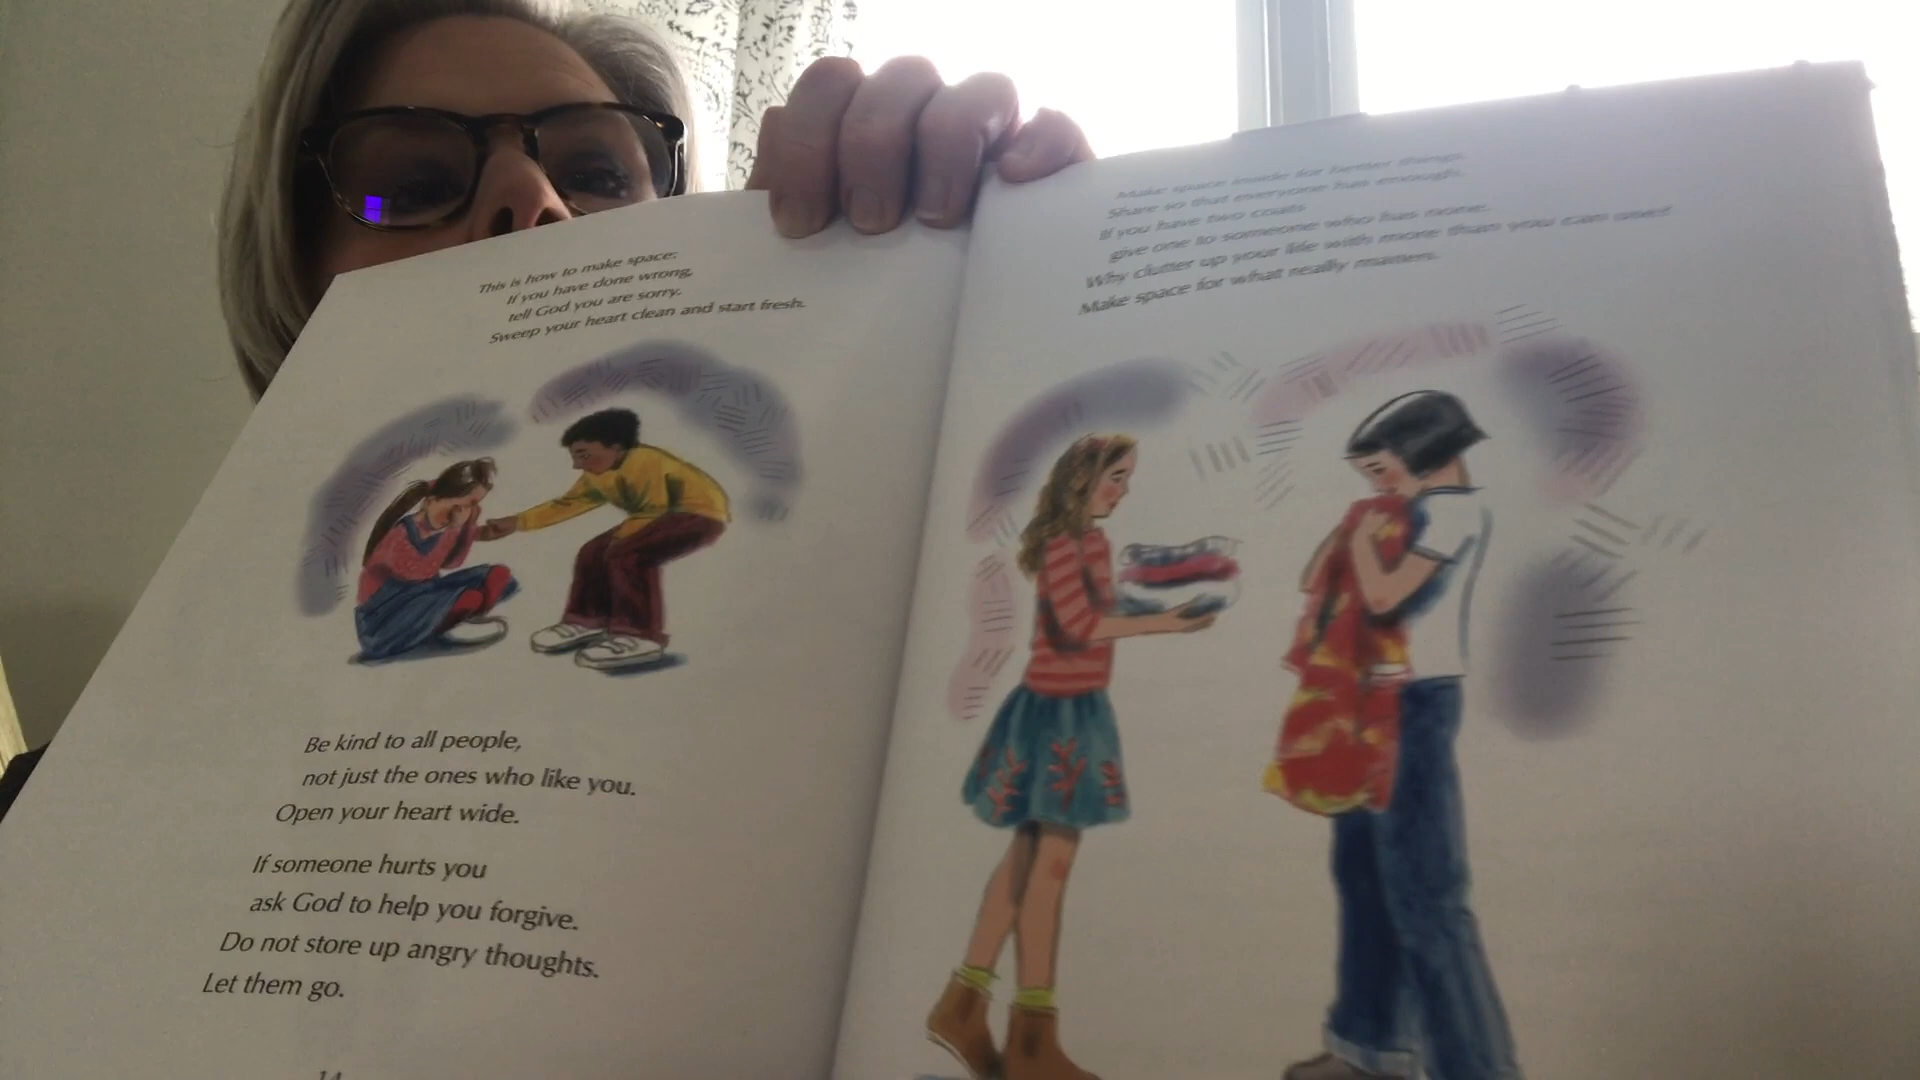 This is how to make space:
If you have done wrong,
tell God you are sorry.
Sweep your heart clean and start fresh.
Be kind to all people,
not just the ones who like you.
Open your heart wide.
If someone hurts you
ask God to help you forgive.
Do not store up angry thoughts.
Let them go.
14
Make space inside for better things.
Share so that everyone has enough.
If you have two coats
give one to someone who has none.
Why clutter up your life with more than you can use?
Make space for what really matters.